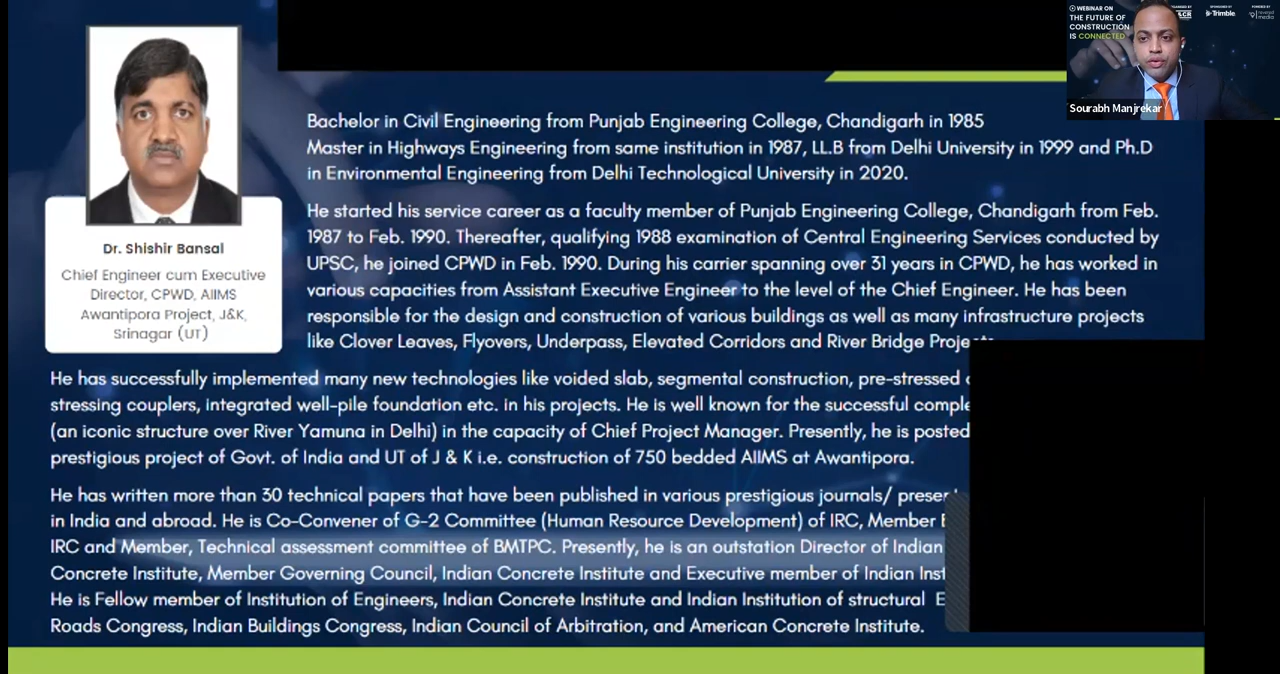 WEBINAR ON
THE FUTURE OF
CONSTRUCTION
IS CONNECTED
Trimble
Sourabh Manjrekar
Dr. Shishir Bansal
Chief Engineer cum Executive
Director, CPWD, AIIMS
Awantipora Project, J&K,
Srinagar (UT)
Bachelor in Civil Engineering from Punjab Engineering College, Chandigarh in 1985
Master in Highways Engineering from same institution in 1987, LL.B from Delhi University in 1999 and Ph.D
in Environmental Engineering from Delhi Technological University in 2020.
He started his service career as a faculty member of Punjab Engineering College, Chandigarh from Feb.
1987 to Feb. 1990. Thereafter, qualifying 1988 examination of Central Engineering Services conducted by
UPSC, he joined CPWD in Feb. 1990. During his carrier spanning over 31 years in CPWD, he has worked in
various capacities from Assistant Executive Engineer to the level of the Chief Engineer. He has been
responsible for the design and construction of various buildings as well as many infrastructure projects
like Clover Leaves, Flyovers, Underpass, Elevated Corridors and River Bridge
He has successfully implemented many new technologies like voided slab, segmental construction, pre-stressed
stressing couplers, integrated well-pile foundation etc. in his projects. He is well known for the successful
(an iconic structure over River Yamuna in Delhi) in the capacity of Chief Project Manager. Presently, he is posted
prestigious project of Govt. of India and UT of J & K i.e. construction of 750 bedded AIIMS at Awantipora.
He has written more than 30 technical papers that have been published in various prestigious journals/
in India and abroad. He is Co-Convener of G-2 Committee (Human Resource Development) of IRC, Member
IRC and Member, Technical assessment committee of BMTPC. Presently, he is an outstation Director of Indian
Concrete Institute, Member Governing Council, Indian Concrete Institute and Executive member of Indian
He is Fellow member of Institution of Engineers, Indian Concrete Institute and Indian Institution of structural
Roads Congress, Indian Buildings Congress, Indian Council of Arbitration, and American Concrete Institute.